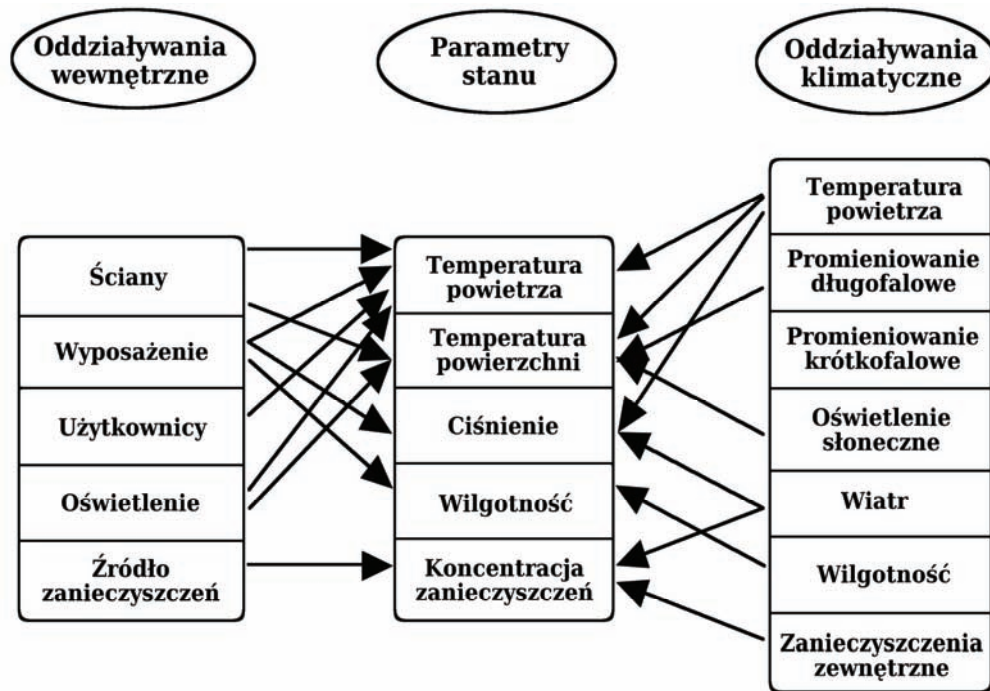 Oddziaływania
wewnętrzne
Parametry
stanu
Oddziaływania
klimatyczne
Ściany
Wyposażenie
Użytkownicy
Oświetlenie
Źródło
zanieczyszczeń
Temperatura
powietrza
Temperatura
powierzchni
Ciśnienie
Wilgotność
Koncentracja
zanieczyszczeń
Temperatura
powietrza
Promieniowanie
długofalowe
Promieniowanie
krótkofalowe
Oświetlenie
słoneczne
Wiatr
Wilgotność
Zanieczyszczenia
zewnętrzne